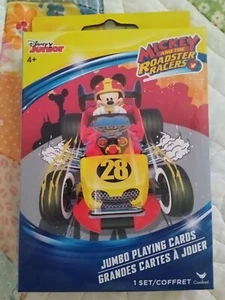 Disney Junior
4+
MICKEY
AND THE
ROADSTER
RACERS
28
JUMBO PLAYING CARDS
GRANDES CARTES À JOUER
1 SET/COFFRET
Cardinal